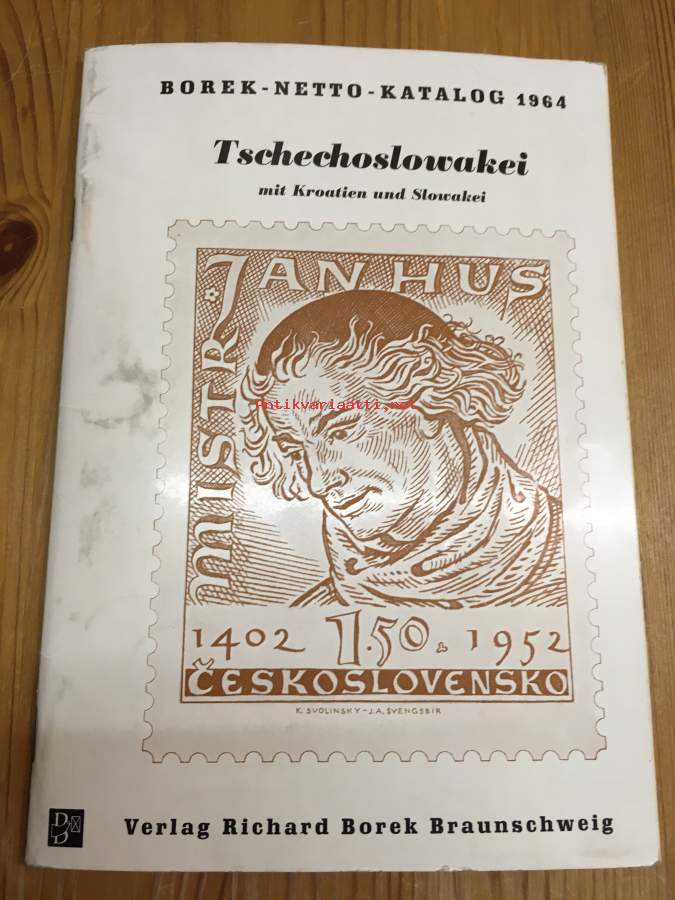 BOREK-NETTO-KATALOG 1964
Tschechoslowakei
mit Kroatien und Slowakei
MISTR JAN HUS
Antikvariaatti.net
1402 1.50 1952
ČESKOSLOVENSKO
K. SVOLINSKY - J.A. SVENGSBIR
Verlag Richard Borek Braunschweig